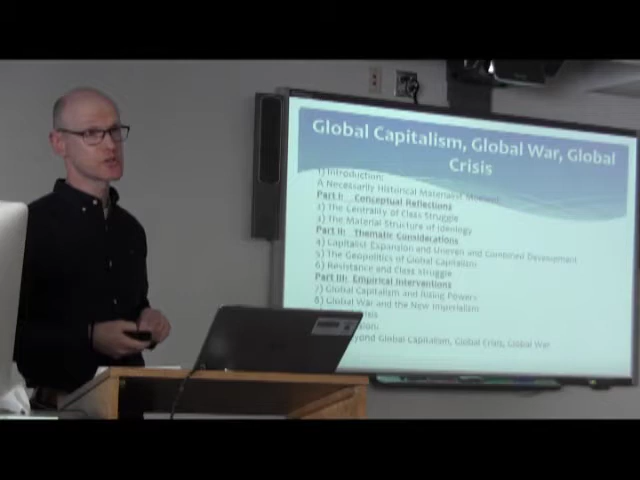 Global Capitalism, Global War, Global
Crisis
1) Introduction:
A Necessarily Historical Materialist Moment
Part I: Conceptual Reflections
2) The Centrality of Class Struggle
3) The Material Structure of Ideology
Part II: Thematic Considerations
4) Capitalist Expansion and Uneven and Combined Development
5) The Geopolitics of Global Capitalism
6) Resistance and Class struggle
Part III: Empirical Interventions
7) Global Capitalism and Rising Powers
8) Global War and the New Imperialism
Global Capitalism, Global Crisis, Global War